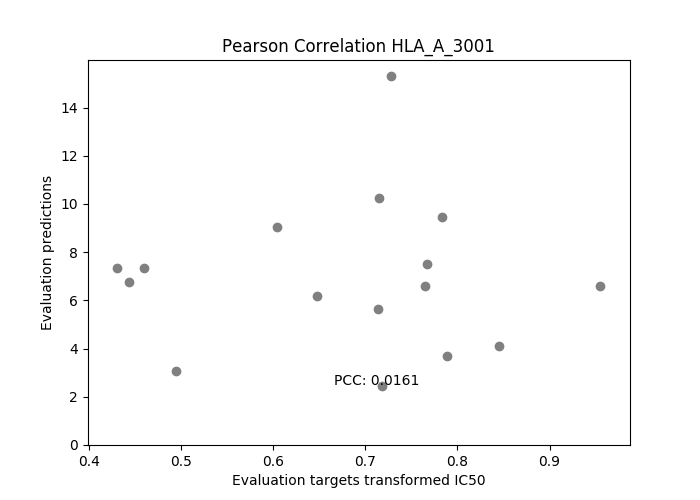 Pearson Correlation HLA_A_3001
14
12
10
8
6
4
2
0
Evaluation predictions
PCC: 0.0161
0.4 0.5 0.6 0.7 0.8 0.9
Evaluation targets transformed IC50